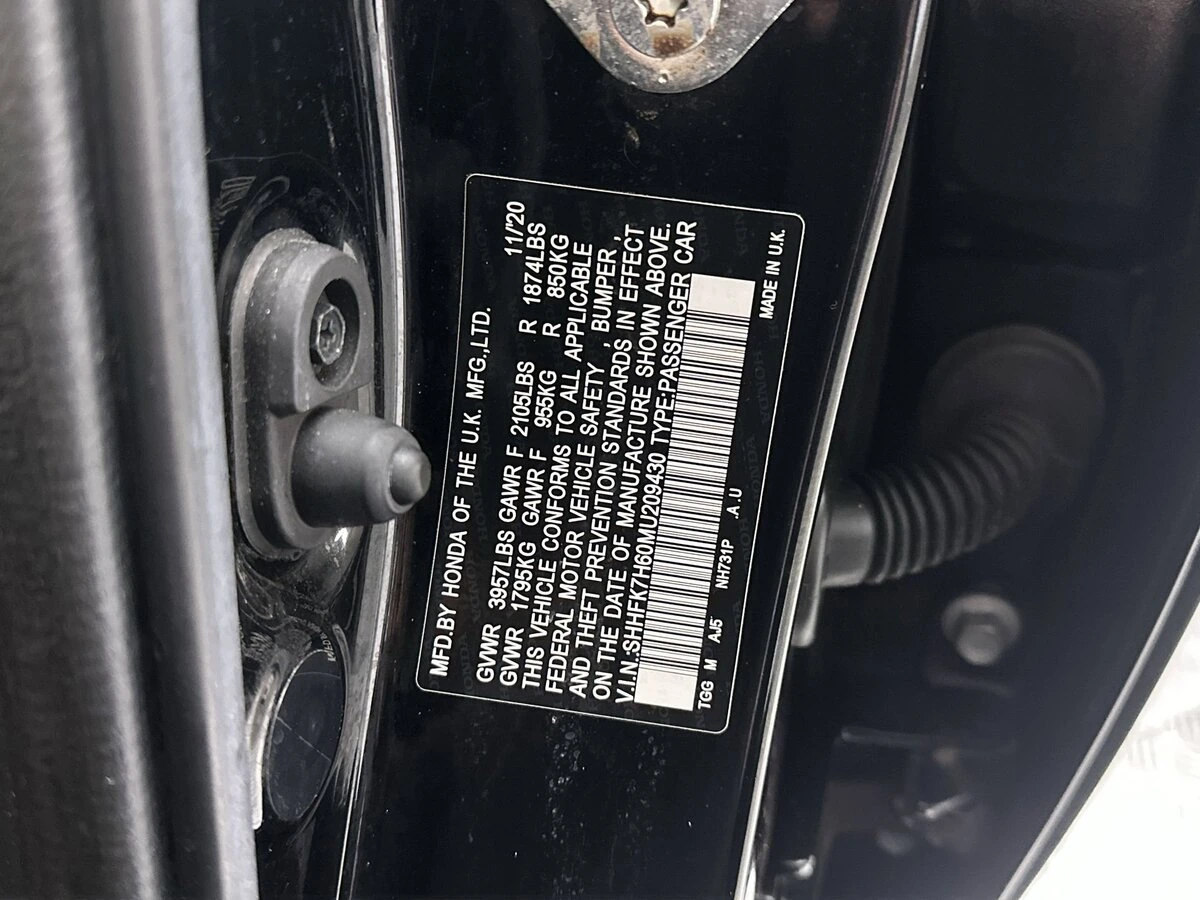 MFD.BY HONDA OF THE U.K. MFG.,LTD.
11/'20
GVWR 3957LBS GAWR F 2105LBS R 1874LBS
GVWR 1795KG GAWR F 955KG R 850KG
THIS VEHICLE CONFORMS TO ALL APPLICABLE
FEDERAL MOTOR VEHICLE SAFETY , BUMPER ,
AND THEFT PREVENTION STANDARDS IN EFFECT
ON THE DATE OF MANUFACTURE SHOWN ABOVE.
V.I.N.:SHHFK7H60MU209430 TYPE:PASSENGER CAR
TGG M AJ5 NH731P .A .U
MADE IN U.K.